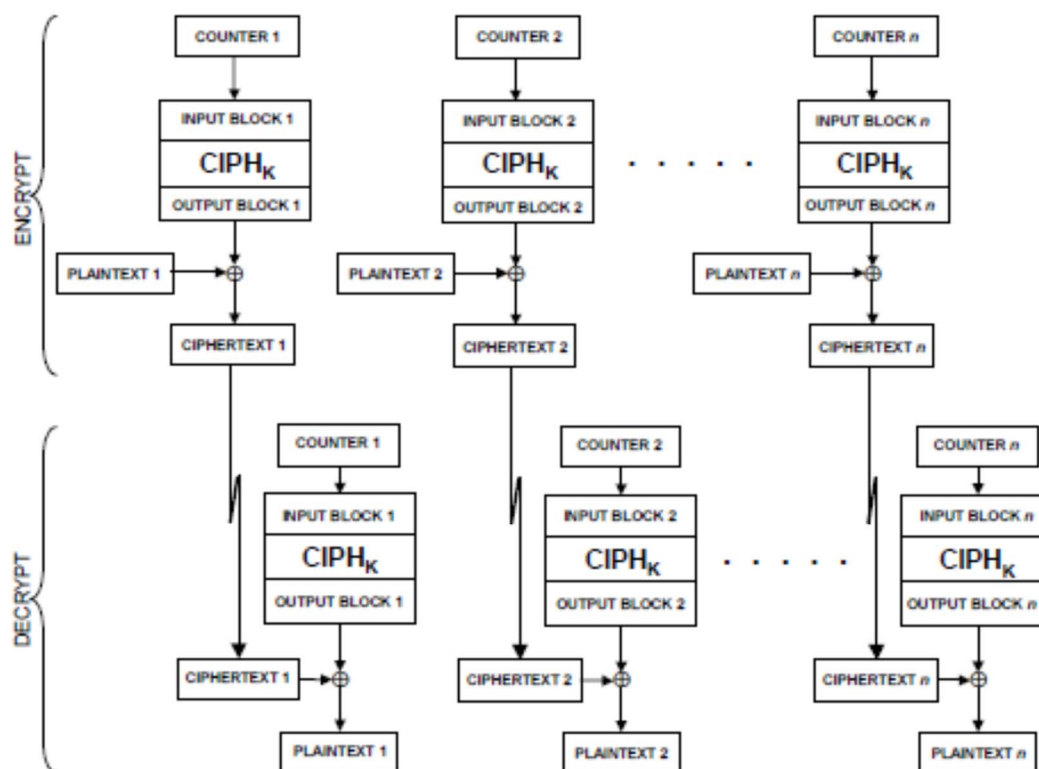 ENCRYPT
COUNTER 1 COUNTER 2 COUNTER n
INPUT BLOCK 1 INPUT BLOCK 2 INPUT BLOCK n
CIPHK CIPHK . . . . . CIPHK
OUTPUT BLOCK 1 OUTPUT BLOCK 2 OUTPUT BLOCK n
PLAINTEXT 1 PLAINTEXT 2 PLAINTEXT n
CIPHERTEXT 1 CIPHERTEXT 2 CIPHERTEXT n
DECRYPT
COUNTER 1 COUNTER 2 COUNTER n
INPUT BLOCK 1 INPUT BLOCK 2 INPUT BLOCK n
CIPHK CIPHK . . . . . CIPHK
OUTPUT BLOCK 1 OUTPUT BLOCK 2 OUTPUT BLOCK n
CIPHERTEXT 1 CIPHERTEXT 2 CIPHERTEXT n
PLAINTEXT 1 PLAINTEXT 2 PLAINTEXT n